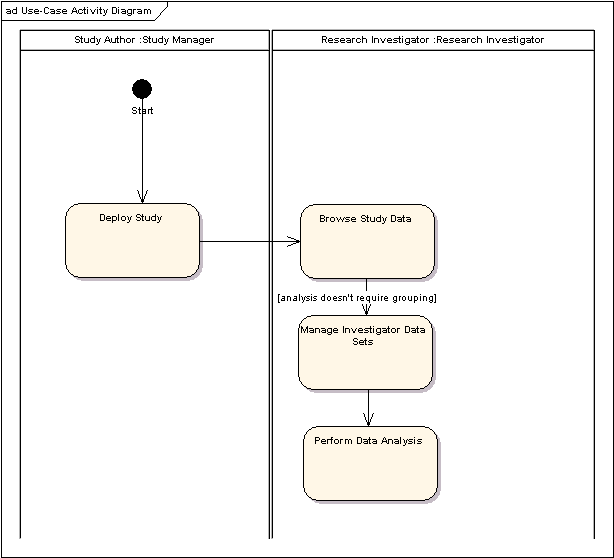 ad Use-Case Activity Diagram
Study Author :Study Manager
Research Investigator :Research Investigator
Start
Deploy Study
Browse Study Data
[analysis doesn't require grouping]
Manage Investigator Data
Sets
Perform Data Analysis